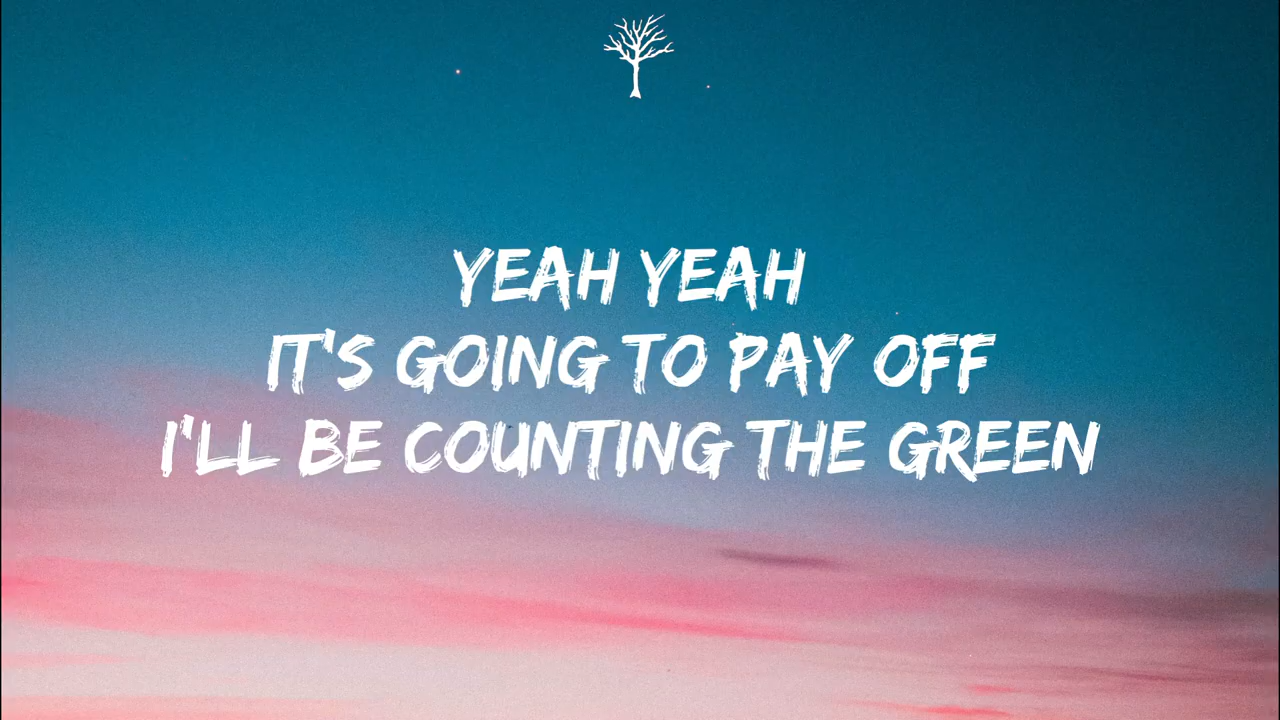 YEAH YEAH
IT'S GOING TO PAY OFF
I'LL BE COUNTING THE GREEN